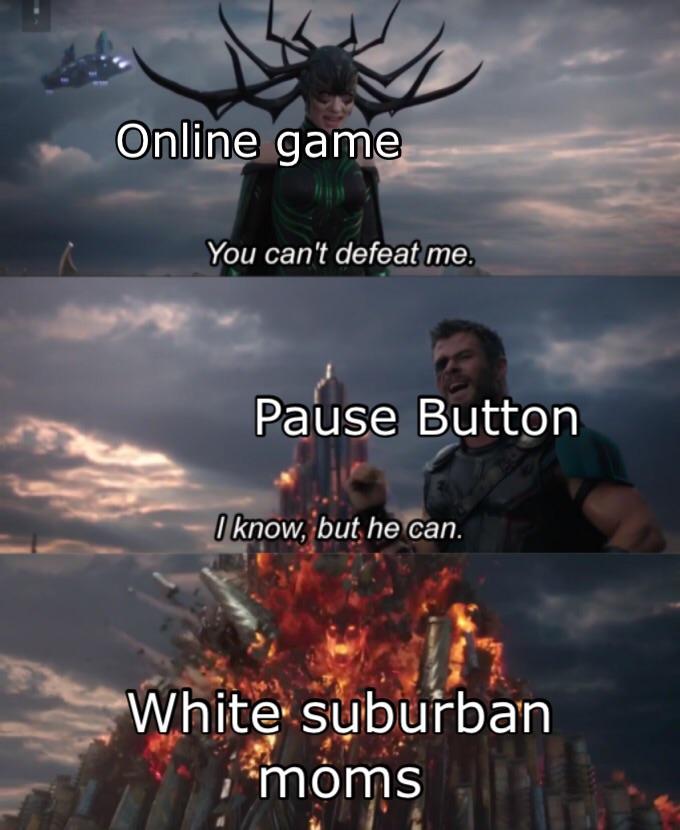 Online game
You can't defeat me.
Pause Button
I know, but he can.
White suburban
moms